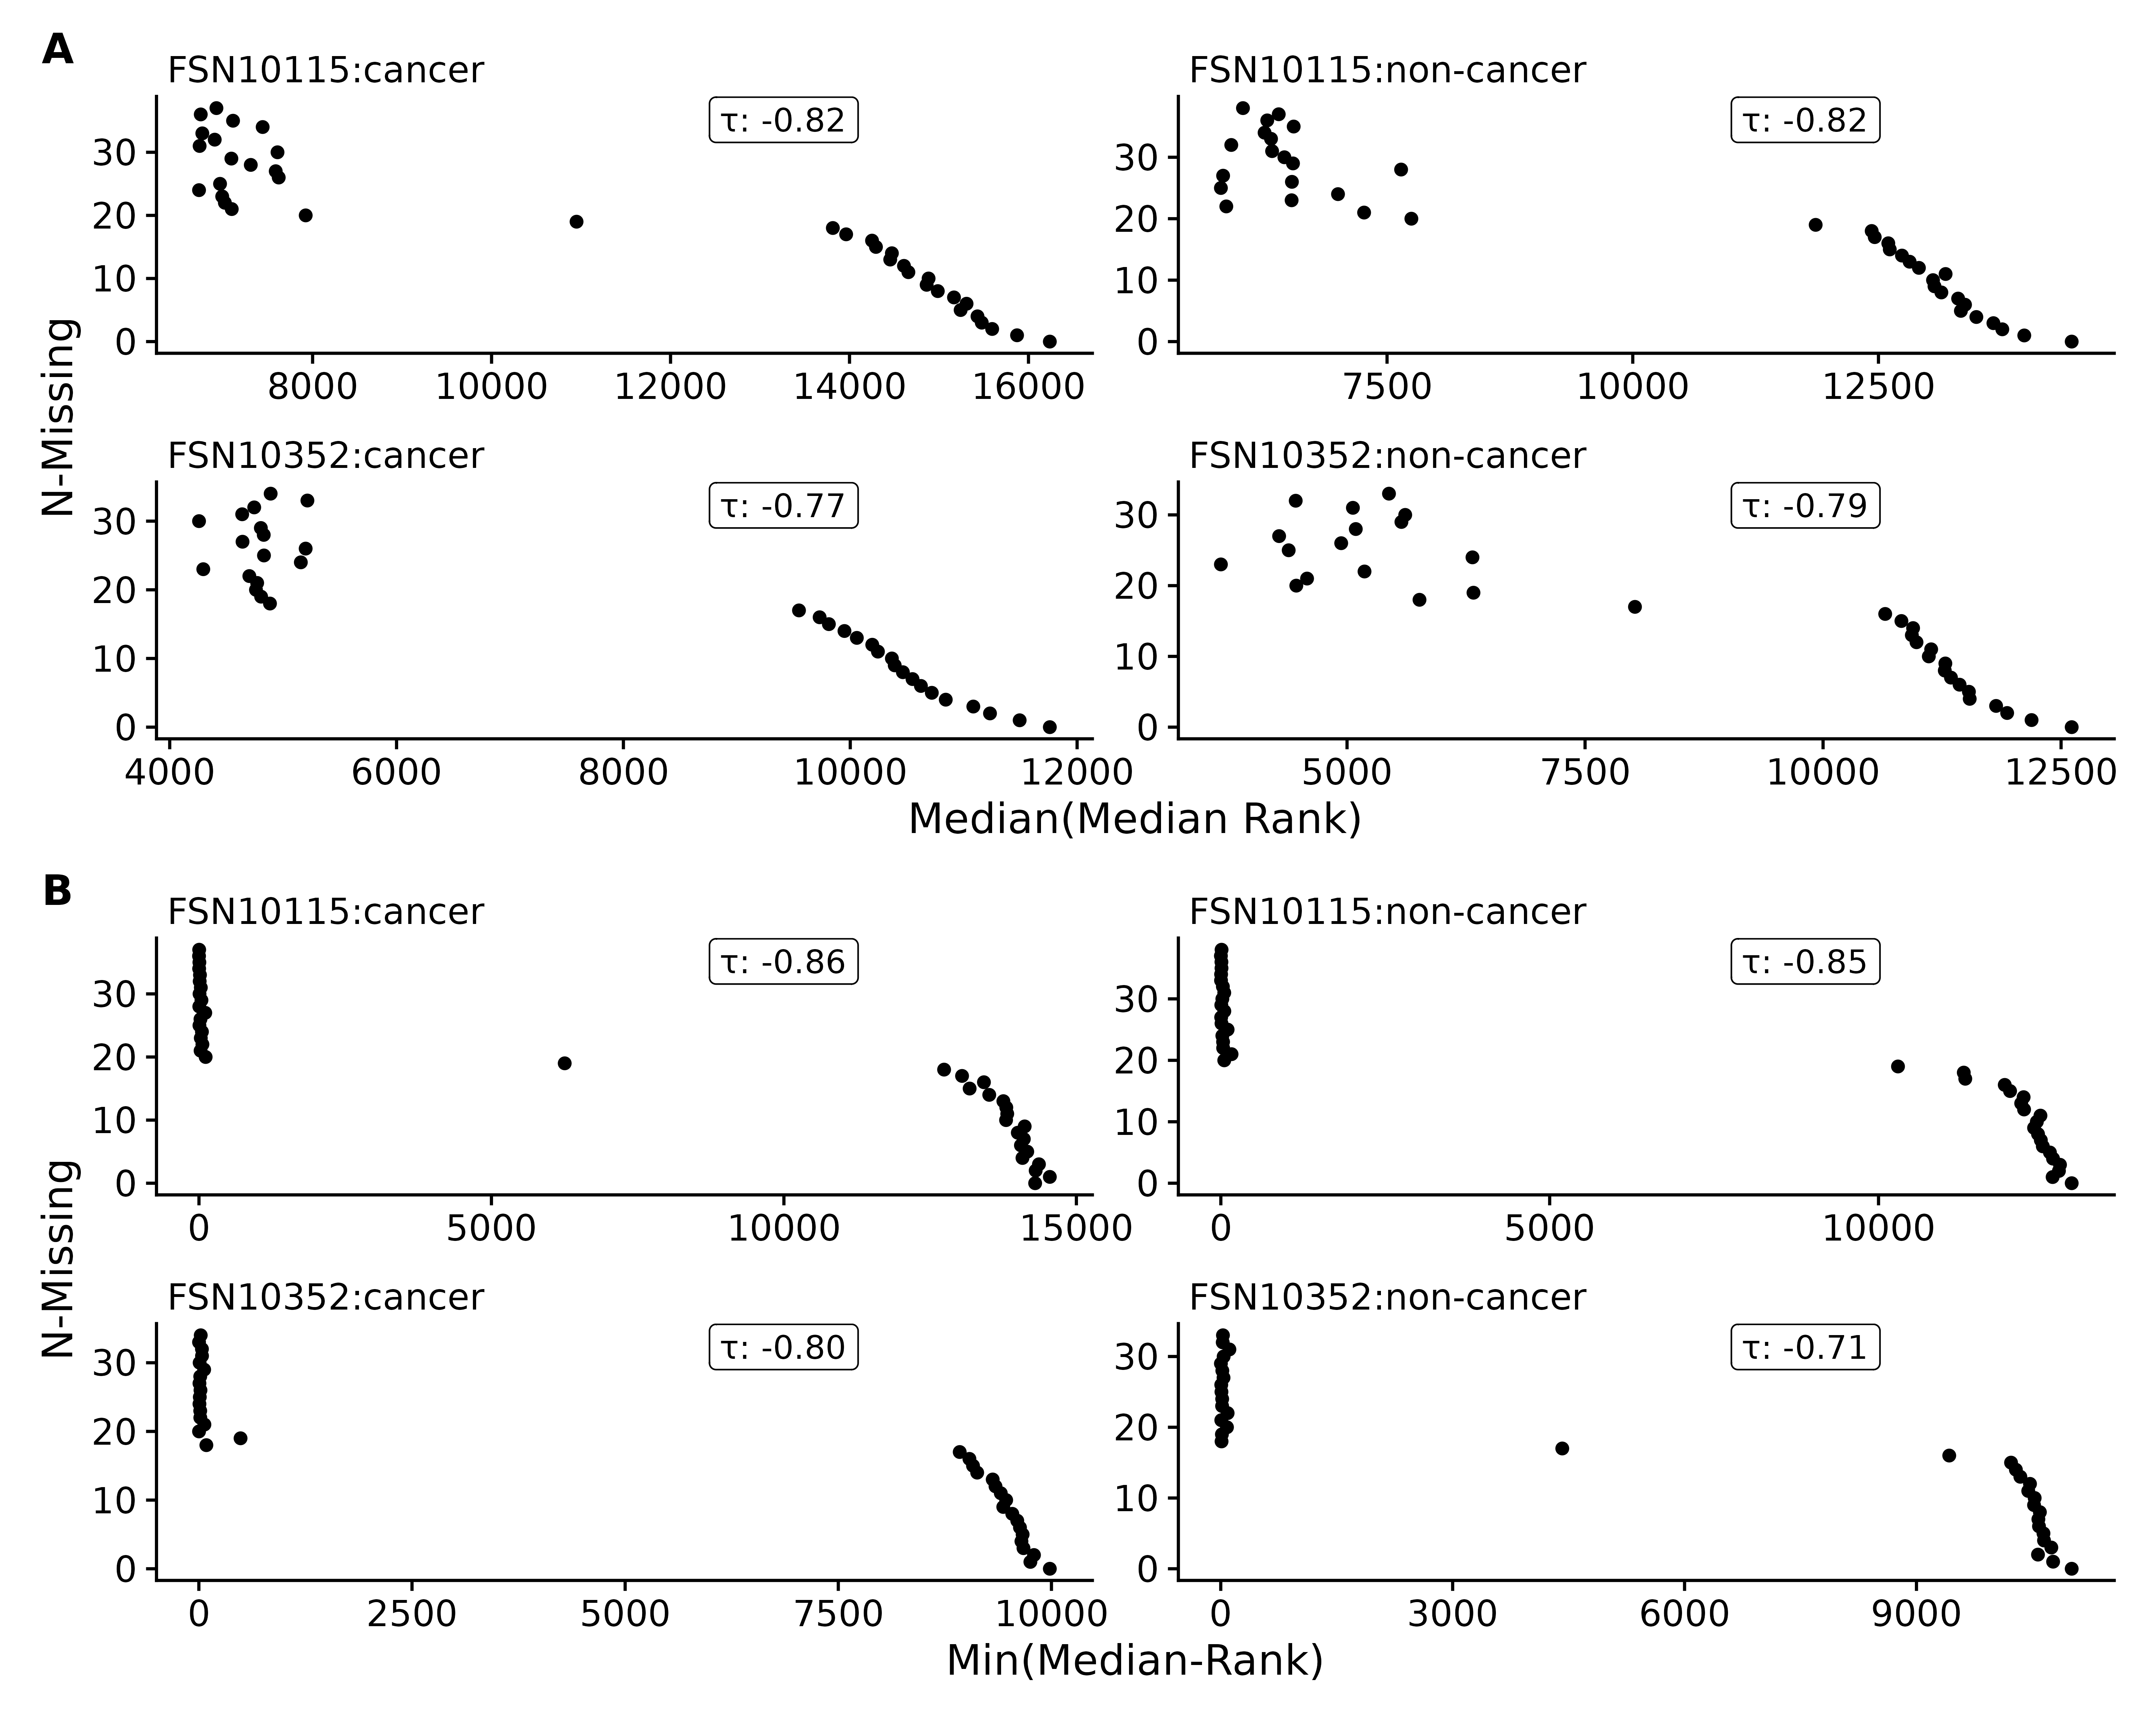 A
FSN10115:cancer
FSN10115:non-cancer
τ: -0.82
τ: -0.82
30
20
10
0
30
20
10
0
8000 10000 12000 14000 16000
7500 10000 12500
N-Missing
FSN10352:cancer
FSN10352:non-cancer
τ: -0.77
τ: -0.79
30
20
10
0
30
20
10
0
4000 6000 8000 10000 12000
5000 7500 10000 12500
Median(Median Rank)
B
FSN10115:cancer
FSN10115:non-cancer
τ: -0.86
τ: -0.85
30
20
10
0
30
20
10
0
0 5000 10000 15000
0 5000 10000
N-Missing
FSN10352:cancer
FSN10352:non-cancer
τ: -0.80
τ: -0.71
30
20
10
0
30
20
10
0
0 2500 5000 7500 10000
0 3000 6000 9000
Min(Median-Rank)